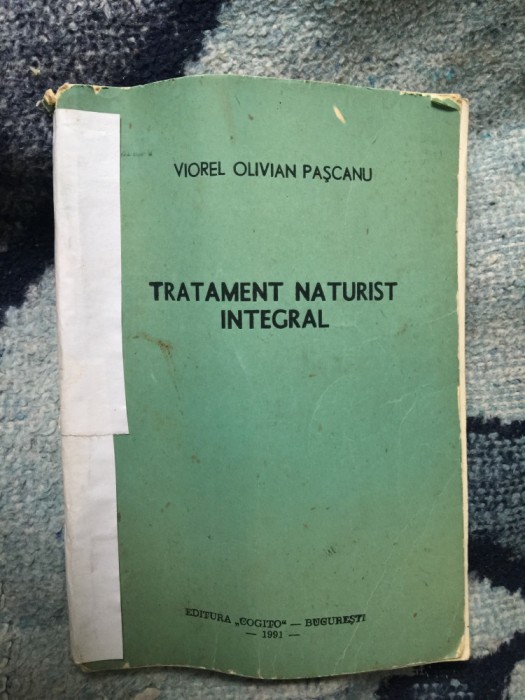 VIOREL OLIVIAN PAŞCANU
TRATAMENT NATURIST
INTEGRAL
EDITURA „COGITO“ — BUCUREŞTI
— 1991 —